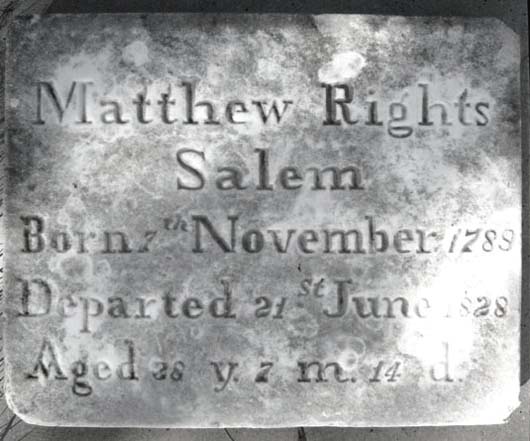 Matthew Rights
Salem
Born 7th November 1789
Departed 21st June 1828
Aged 38 y. 7 m. 14 d.